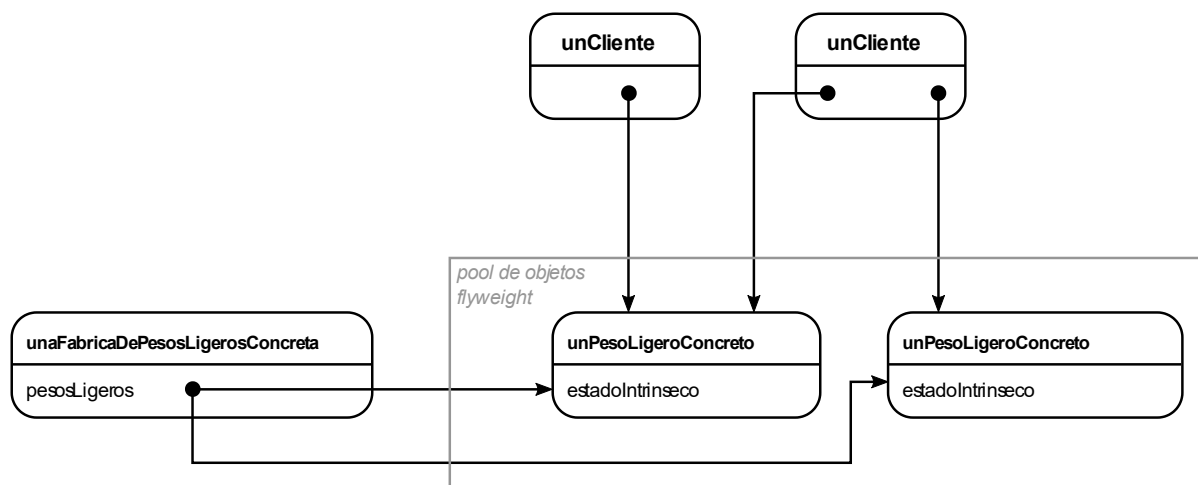 unCliente
unCliente
pool de objetos
flyweight
unaFabricaDePesosLigerosConcreta
pesosLigeros
unPesoLigeroConcreto
estadoIntrinseco
unPesoLigeroConcreto
estadoIntrinseco